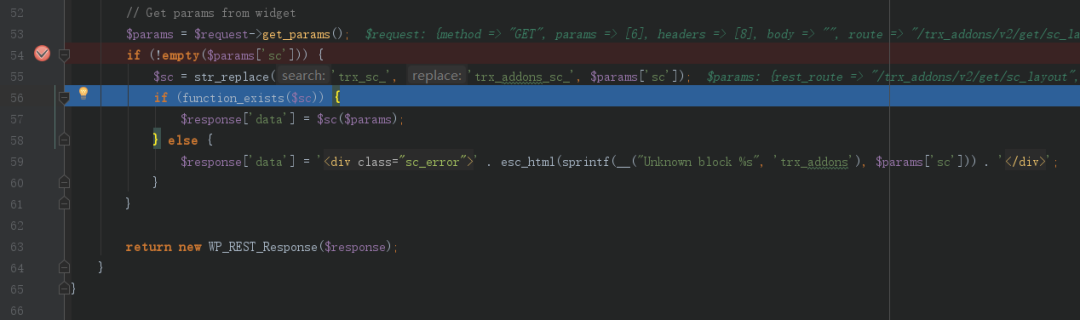 52 // Get params from widget
53 $params = $request->get_params(); $request: {method => "GET", params => [6], headers => [8], body => "", route => "/trx_addons/v2/get/sc_la
54 if (!empty($params['sc'])) {
55 $sc = str_replace( search: 'trx_sc_', replace: 'trx_addons_sc_', $params['sc']); $params: {rest_route => "/trx_addons/v2/get/sc_layout",
56 if (function_exists($sc)) {
57 $response['data'] = $sc($params);
58 } else {
59 $response['data'] = '<div class="sc_error">' . esc_html(sprintf(__("Unknown block %s", 'trx_addons'), $params['sc'])) . '</div>';
60 }
61 }
62
63 return new WP_REST_Response($response);
64 }
65 }
66